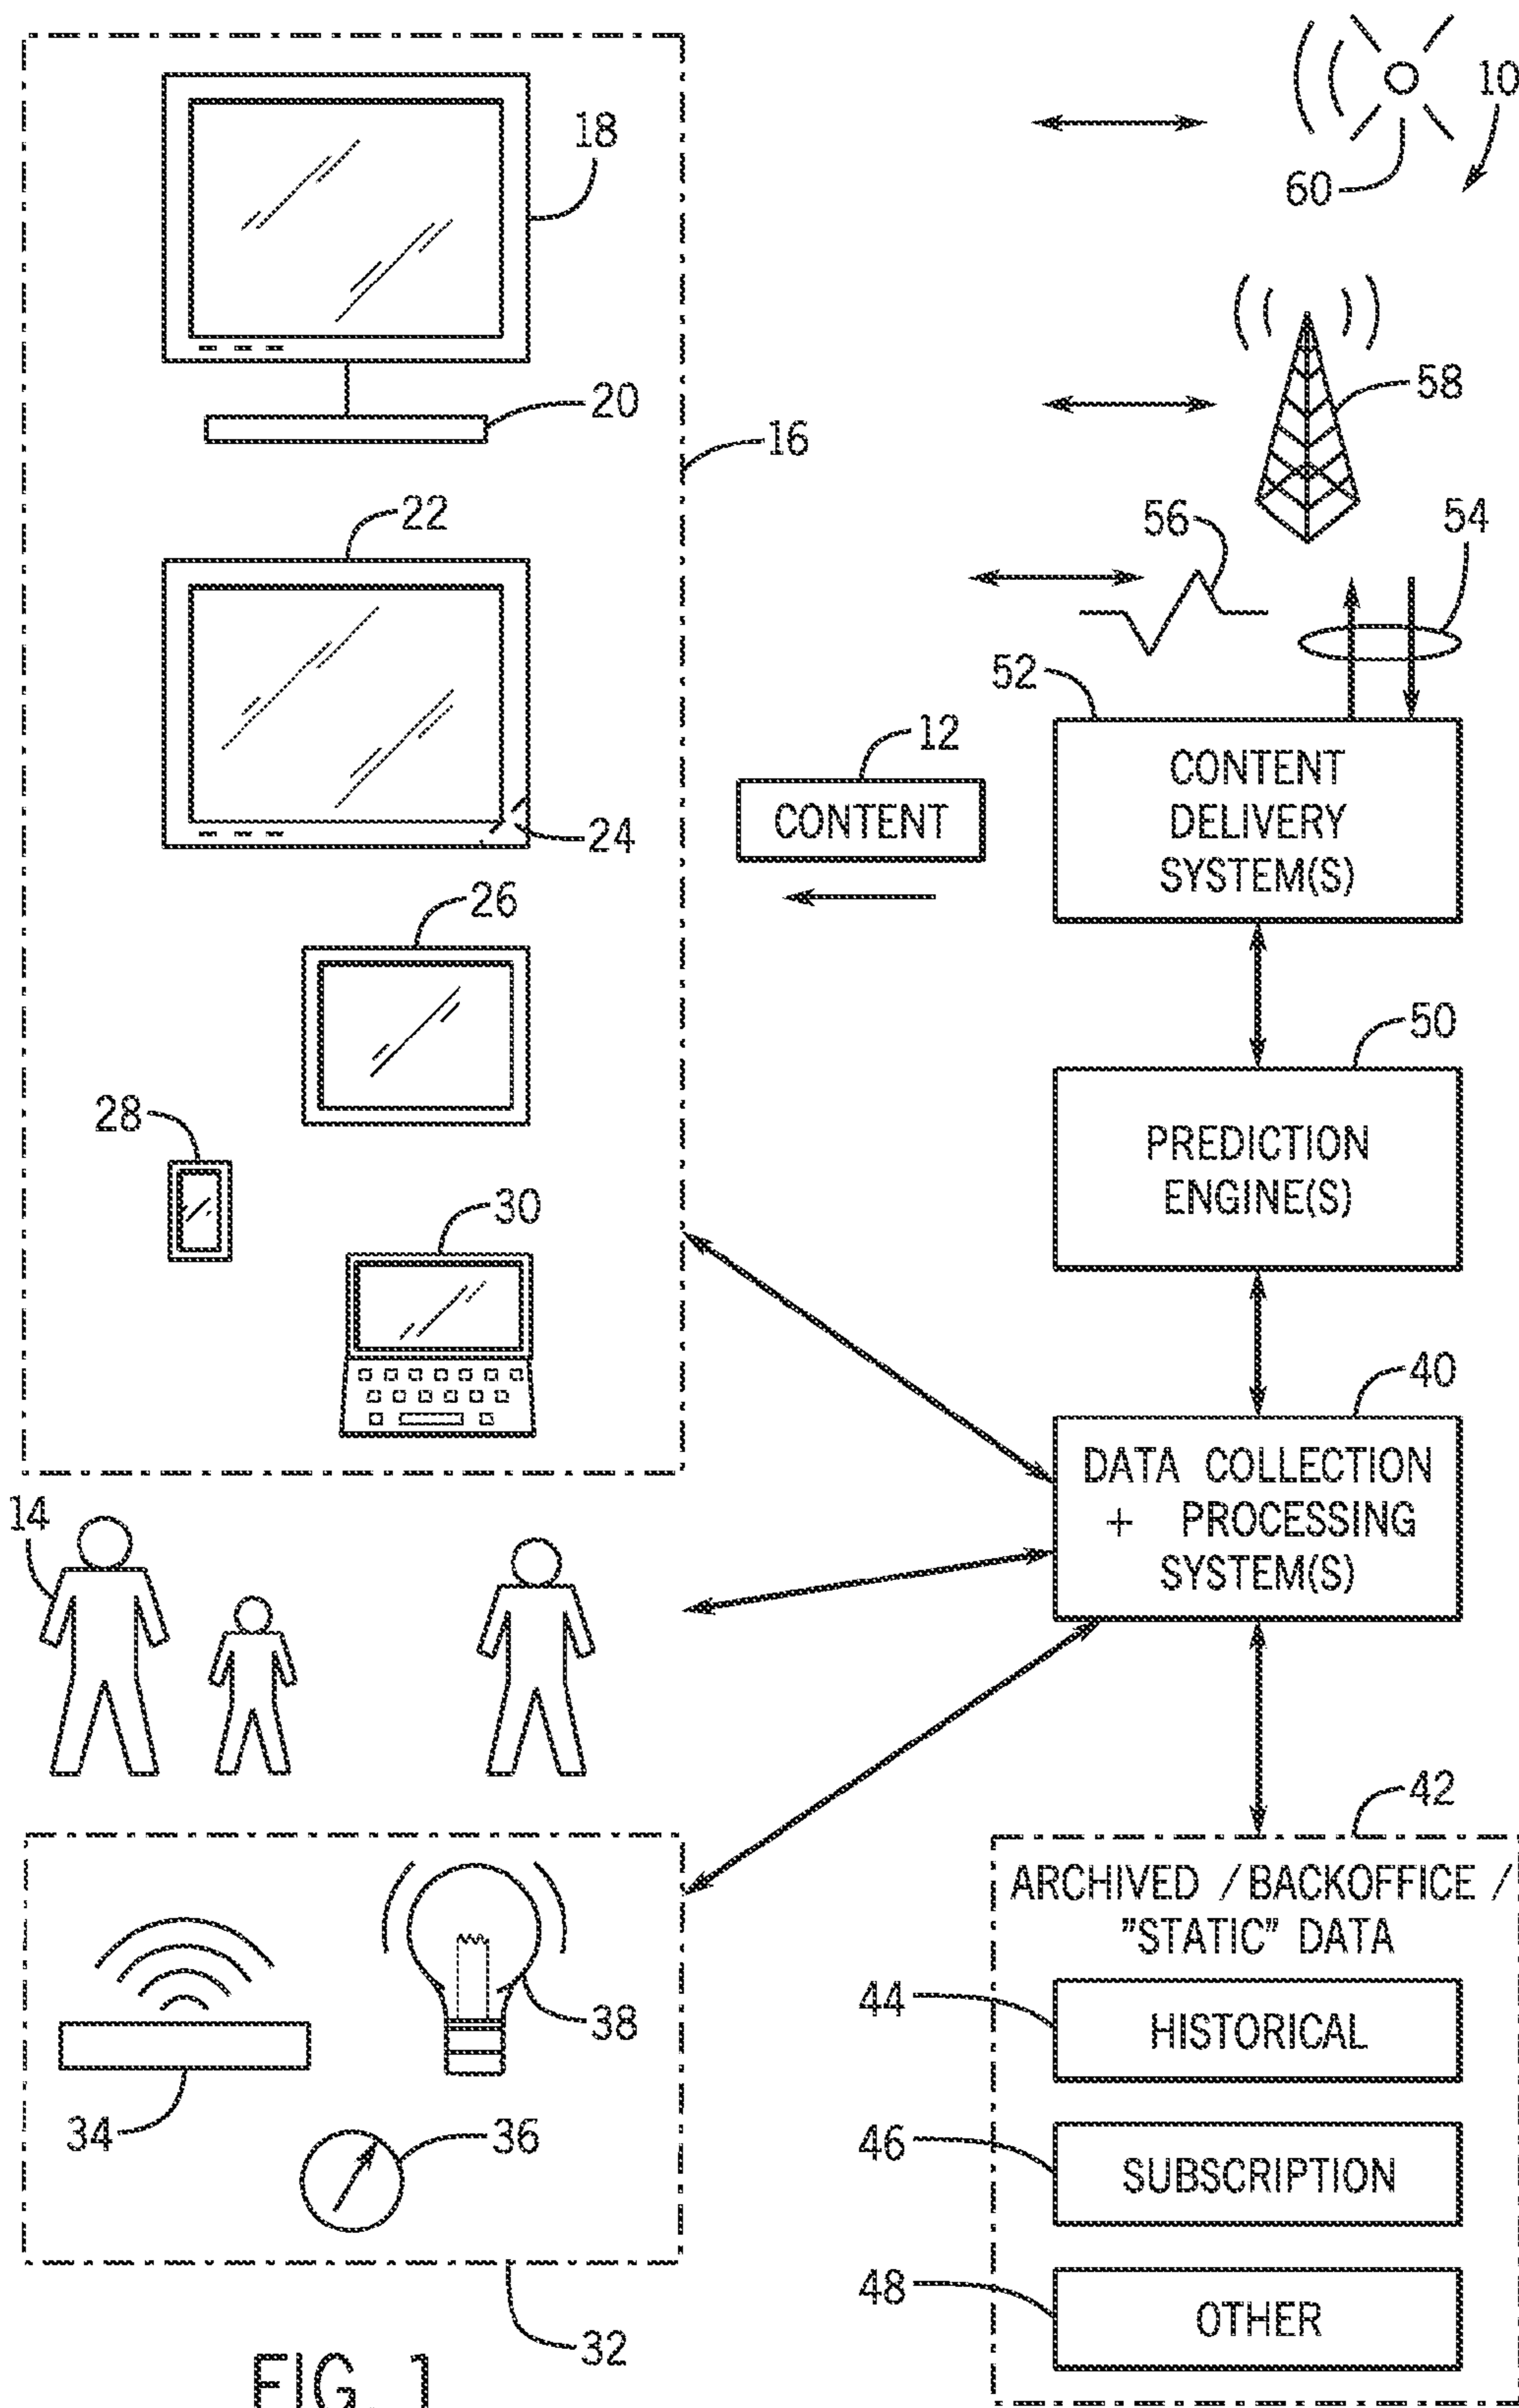 10
18
60
20
58
16
22
56
54
52
12
CONTENT
DELIVERY
SYSTEM(S)
CONTENT
24
26
50
28
PREDICTION
ENGINE(S)
30
40
DATA COLLECTION
+ PROCESSING
SYSTEM(S)
14
42
ARCHIVED / BACKOFFICE /
"STATIC" DATA
44
HISTORICAL
38
34
36
46
SUBSCRIPTION
48
OTHER
32
FIG. 1